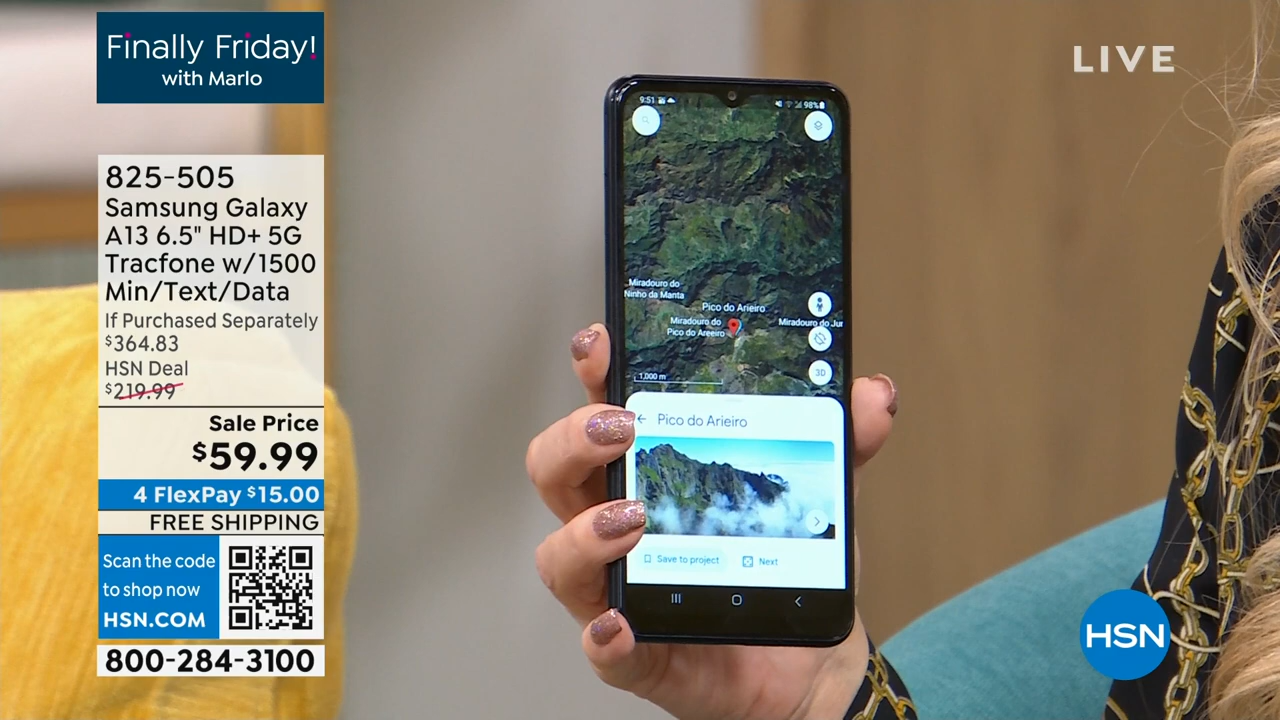 Finally Friday!
with Marlo
LIVE
825-505
Samsung Galaxy
A13 6.5" HD+ 5G
Tracfone w/1500
Min/Text/Data
If Purchased Separately
$364.83
HSN Deal
$219.99
Sale Price
$59.99
4 FlexPay $15.00
FREE SHIPPING
Scan the code
to shop now
HSN.COM
800-284-3100
9:51
98%
Miradouro do
Ninho da Manta
Pico do Arieiro
Miradouro do
Pico do Areeiro
Miradouro do Jun
1,000 m
3D
Pico do Arieiro
Save to project
Next
HSN